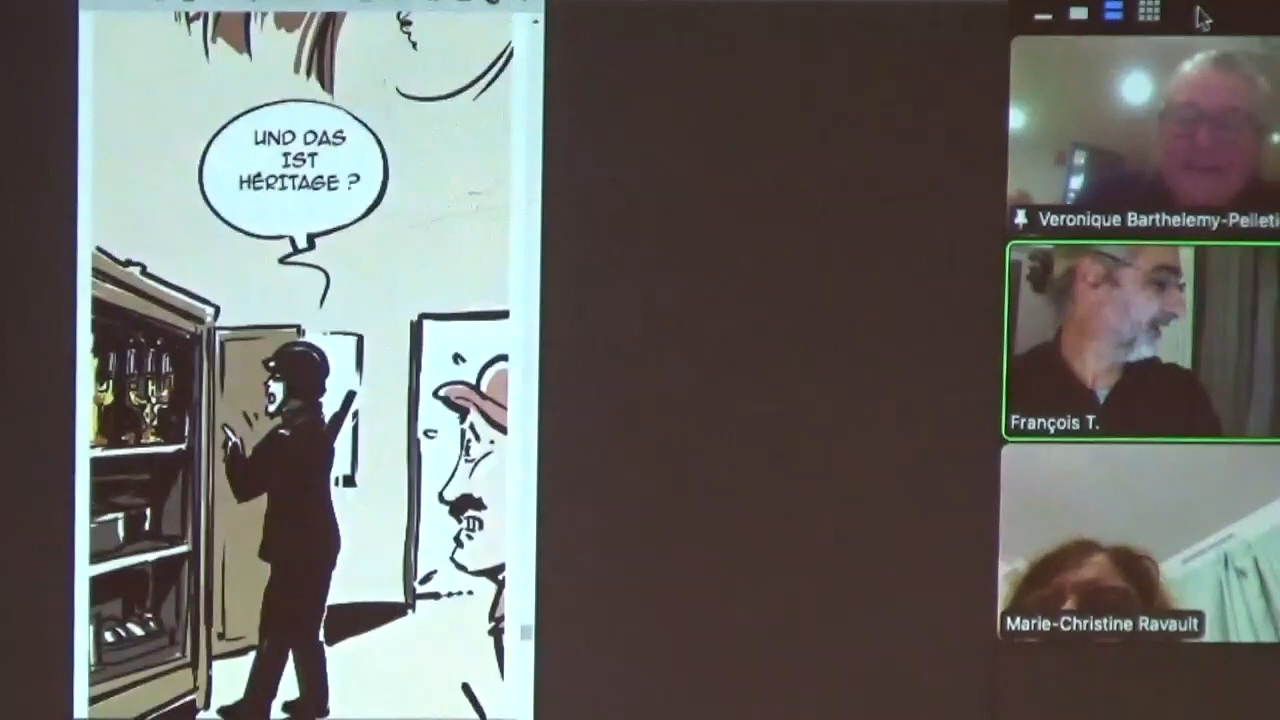 UND DAS
IST
HÉRITAGE ?
Veronique Barthelemy-Pelleti
François T.
Marie-Christine Ravault